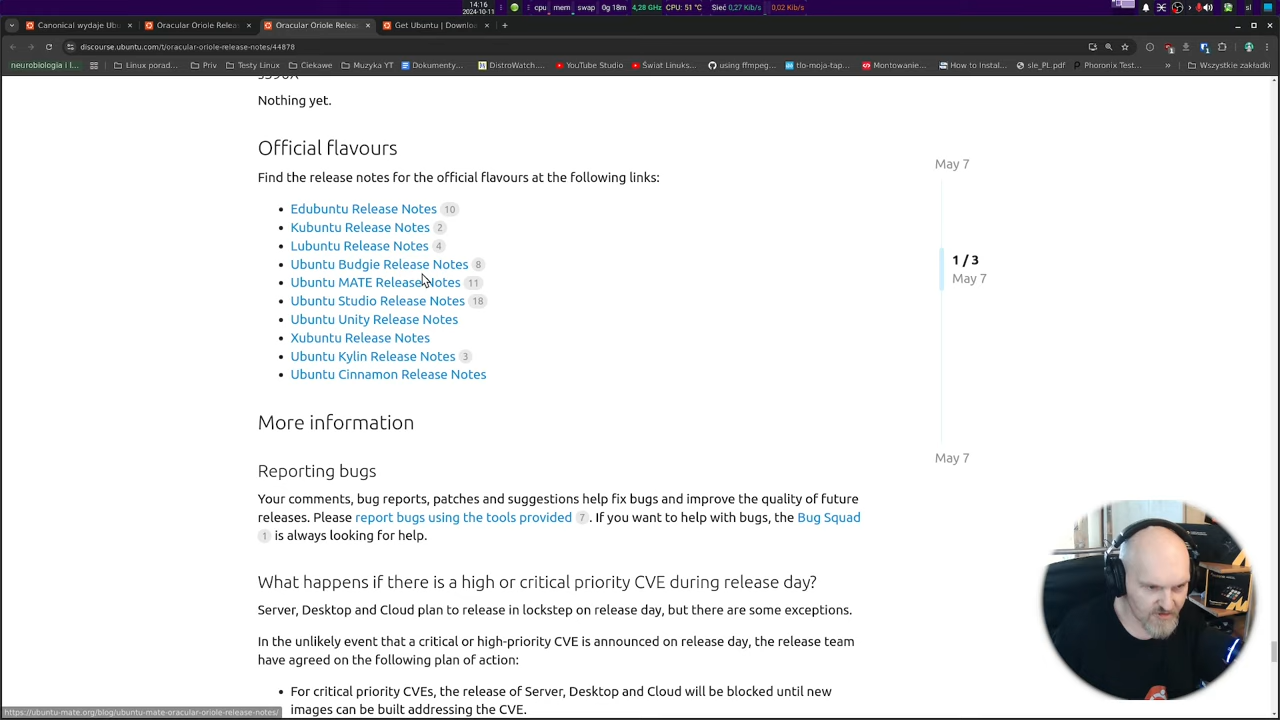 14:16
2024-10-11
cpu mem swap 0g 18m 4,28 GHz CPU: 51 °C Sieć 0,27 Kib/s 0,02 Kib/s sl
Canonical wydaje Ubunt
Oracular Oriole Releas
Oracular Oriole Releas
Get Ubuntu | Download
discourse.ubuntu.com/t/oracular-oriole-release-notes/44878
neurobiologia i l... Linux porad... Priv Testy Linux Ciekawe Muzyka YT Dokumenty... DistroWatch... YouTube Studio Świat Linuks... using ffmpeg... tlo-moja-tap... Montowanie... How to Install... sle_PL.pdf Phoronix Test... » Wszystkie zakładki
s390x
Nothing yet.
Official flavours
Find the release notes for the official flavours at the following links:
Edubuntu Release Notes 10
Kubuntu Release Notes 2
Lubuntu Release Notes 4
Ubuntu Budgie Release Notes 8
Ubuntu MATE Release Notes 11
Ubuntu Studio Release Notes 18
Ubuntu Unity Release Notes
Xubuntu Release Notes
Ubuntu Kylin Release Notes 3
Ubuntu Cinnamon Release Notes
May 7
1 / 3
May 7
May 7
More information
Reporting bugs
Your comments, bug reports, patches and suggestions help fix bugs and improve the quality of future
releases. Please report bugs using the tools provided 7 . If you want to help with bugs, the Bug Squad
1 is always looking for help.
What happens if there is a high or critical priority CVE during release day?
Server, Desktop and Cloud plan to release in lockstep on release day, but there are some exceptions.
In the unlikely event that a critical or high-priority CVE is announced on release day, the release team
have agreed on the following plan of action:
For critical priority CVEs, the release of Server, Desktop and Cloud will be blocked until new
images can be built addressing the CVE.
https://ubuntu-mate.org/blog/ubuntu-mate-oracular-oriole-release-notes/